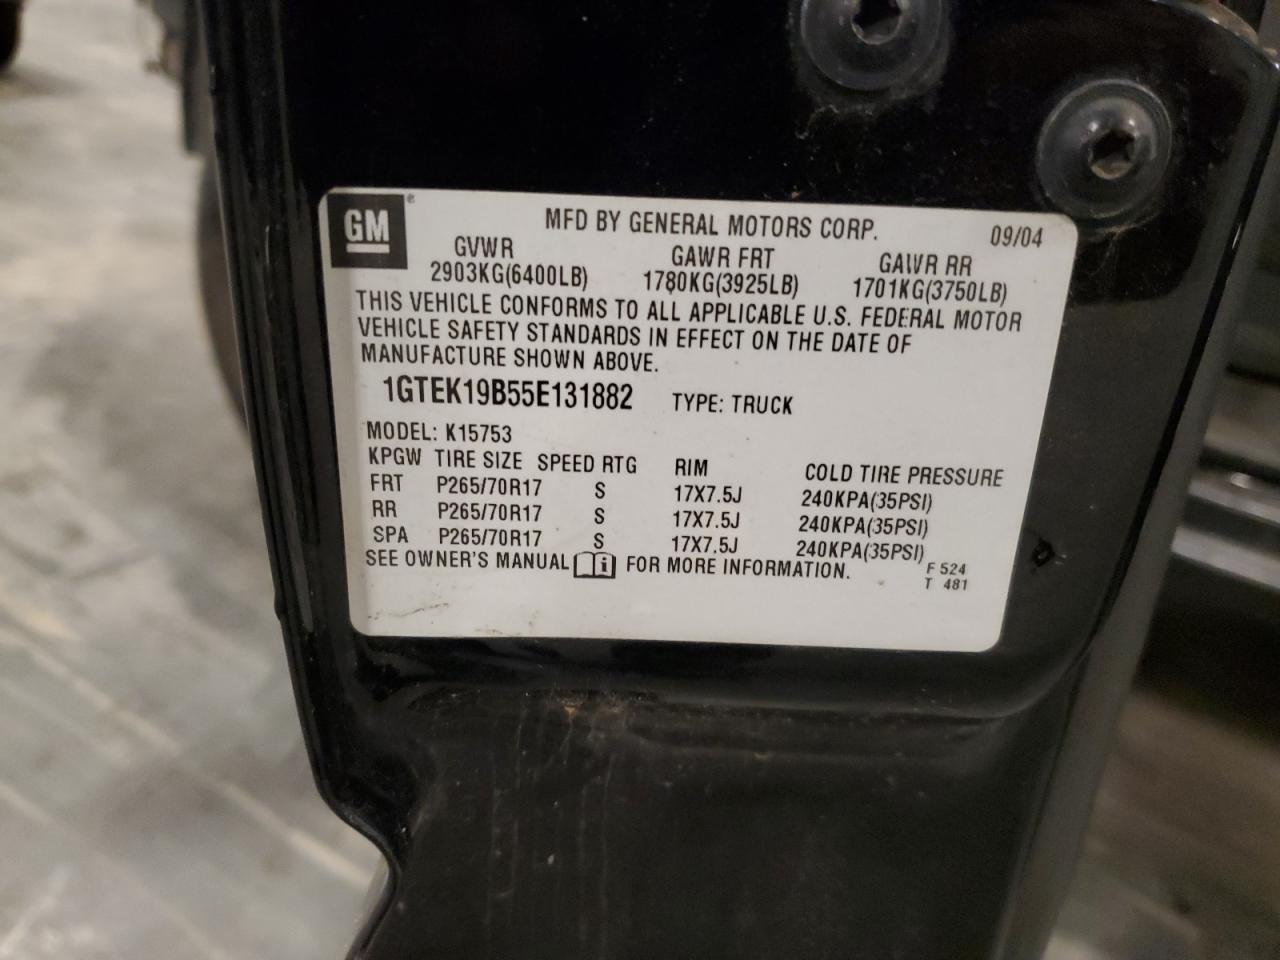 GM® MFD BY GENERAL MOTORS CORP. 09/04
GVWR GAWR FRT GAWR RR
2903KG(6400LB) 1780KG(3925LB) 1701KG(3750LB)
THIS VEHICLE CONFORMS TO ALL APPLICABLE U.S. FEDERAL MOTOR
VEHICLE SAFETY STANDARDS IN EFFECT ON THE DATE OF
MANUFACTURE SHOWN ABOVE.
1GTEK19B55E131882 TYPE: TRUCK
MODEL: K15753
KPGW TIRE SIZE SPEED RTG RIM COLD TIRE PRESSURE
FRT P265/70R17 S 17X7.5J 240KPA(35PSI)
RR P265/70R17 S 17X7.5J 240KPA(35PSI)
SPA P265/70R17 S 17X7.5J 240KPA(35PSI)
SEE OWNER'S MANUAL i FOR MORE INFORMATION. F 524
T 481